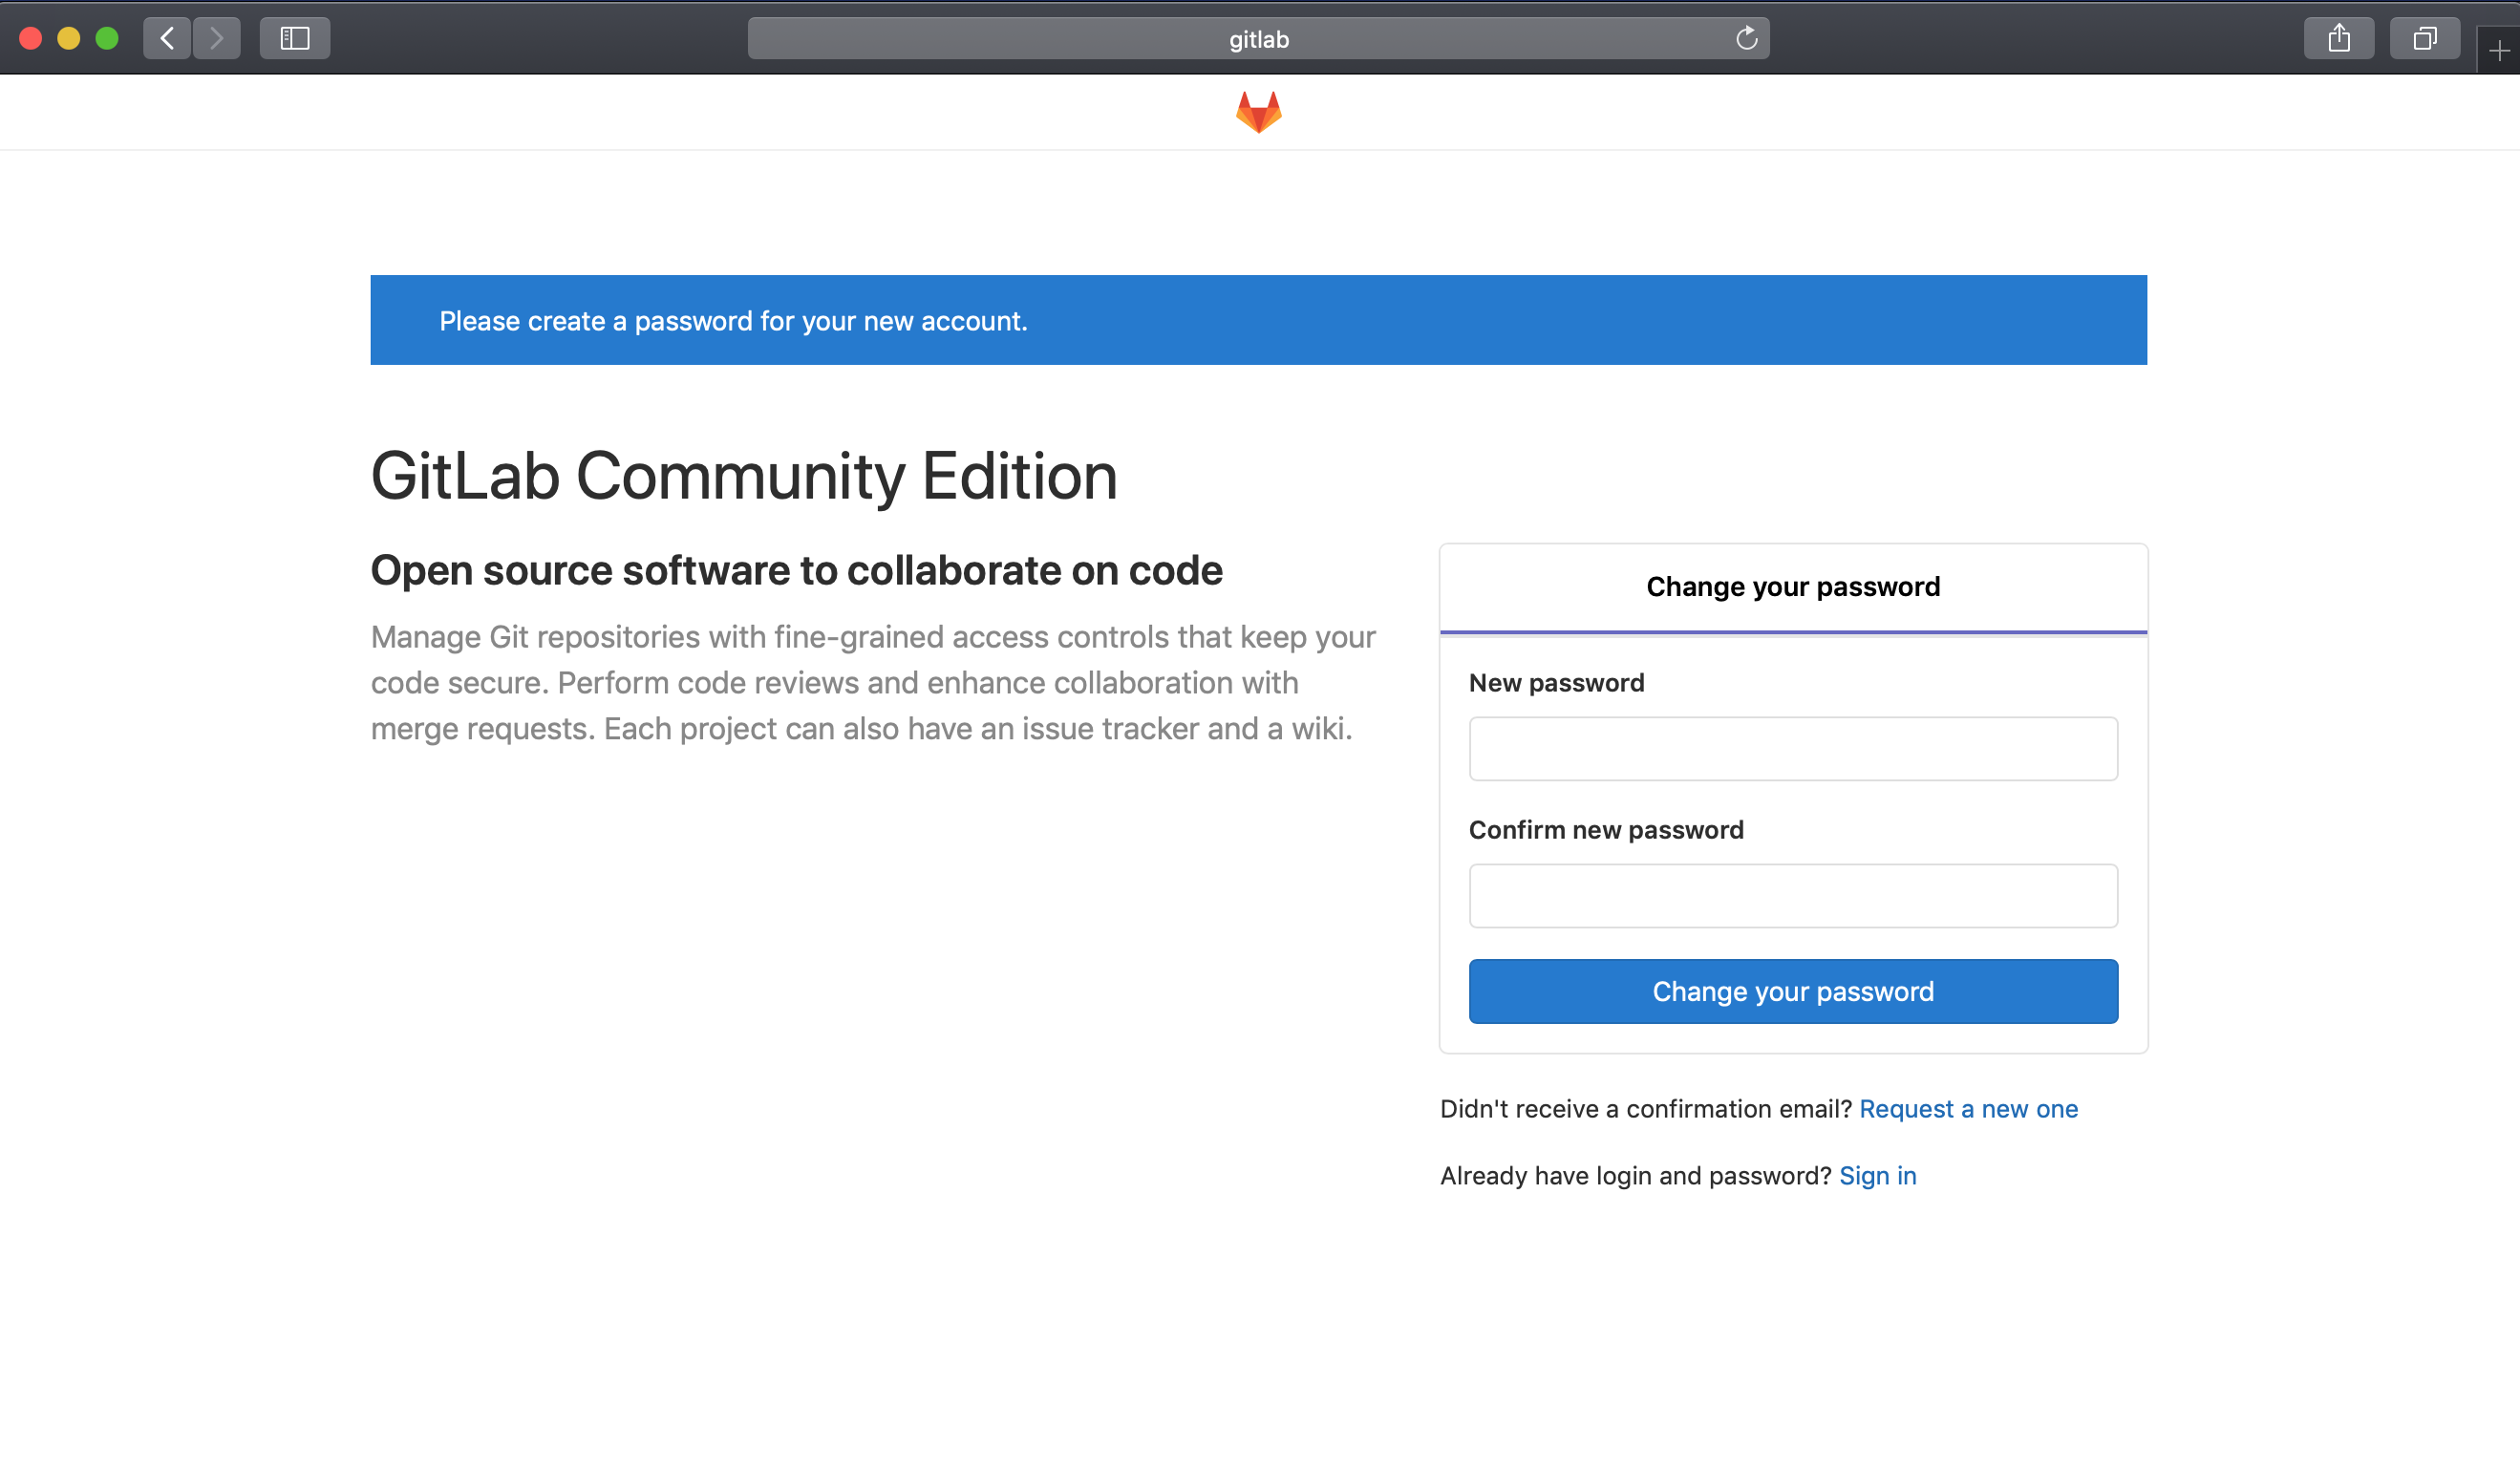 gitlab
Please create a password for your new account.
GitLab Community Edition
Open source software to collaborate on code
Manage Git repositories with fine-grained access controls that keep your
code secure. Perform code reviews and enhance collaboration with
merge requests. Each project can also have an issue tracker and a wiki.
Change your password
New password
Confirm new password
Change your password
Didn't receive a confirmation email? Request a new one
Already have login and password? Sign in